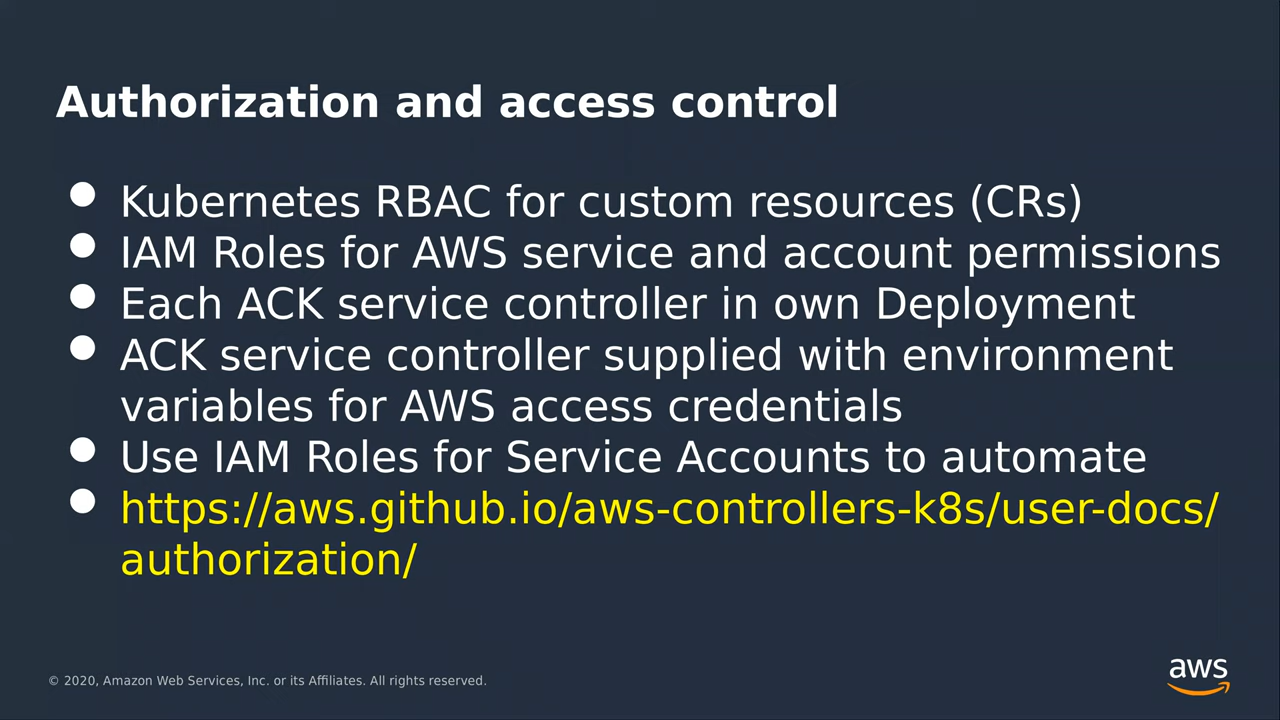 Authorization and access control
● Kubernetes RBAC for custom resources (CRs)
● IAM Roles for AWS service and account permissions
● Each ACK service controller in own Deployment
● ACK service controller supplied with environment
variables for AWS access credentials
● Use IAM Roles for Service Accounts to automate
● https://aws.github.io/aws-controllers-k8s/user-docs/
authorization/
© 2020, Amazon Web Services, Inc. or its Affiliates. All rights reserved.
aws